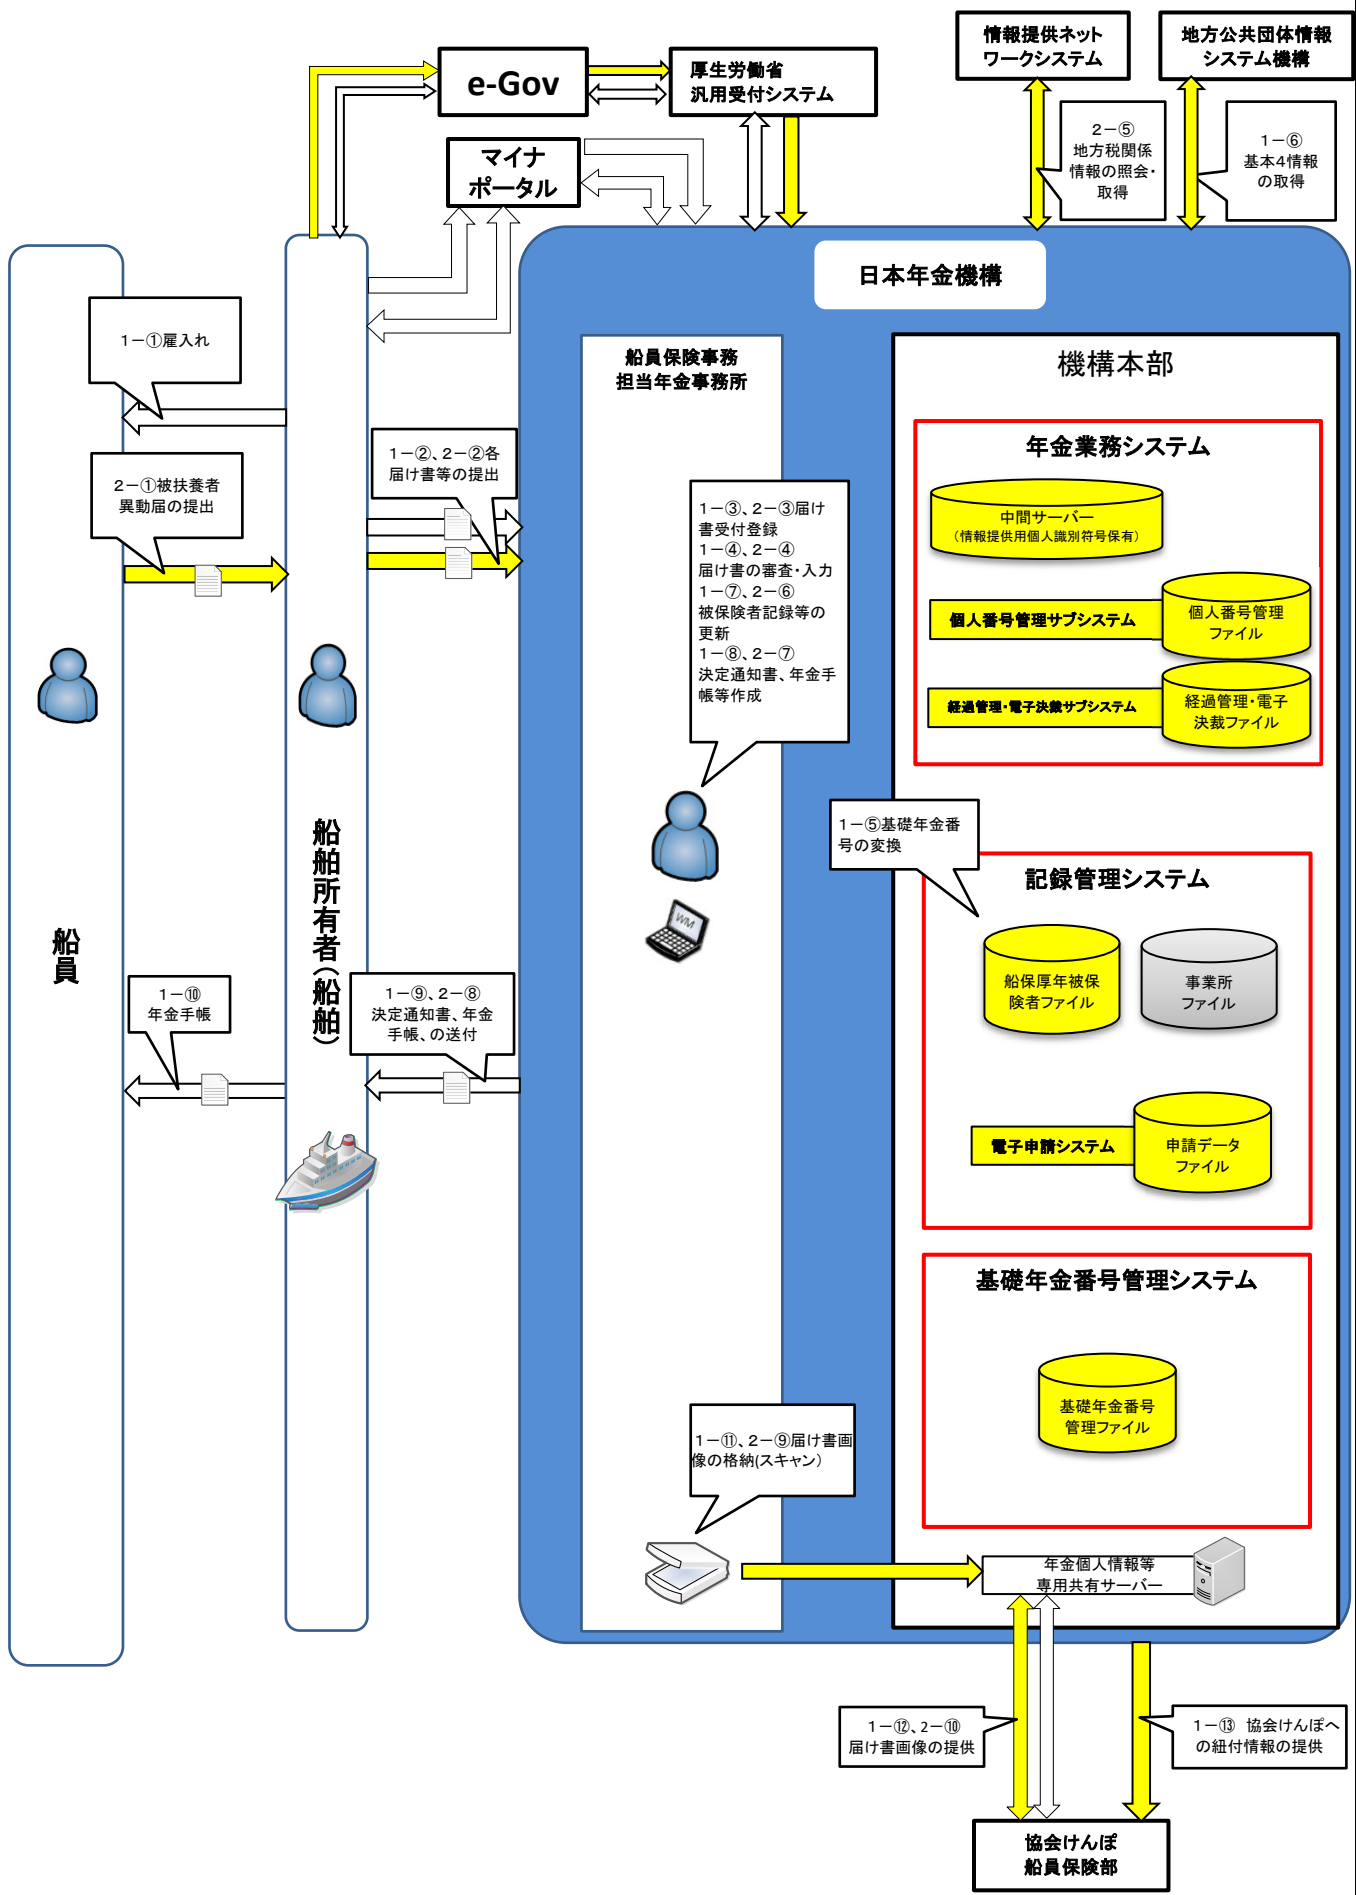 情報提供ネット
ワークシステム
地方公共団体情報
システム機構
e-Gov
厚生労働省
汎用受付システム
マイナ
ポータル
2－⑤
地方税関係
情報の照会・
取得
1－⑥
基本4情報
の取得
日本年金機構
1－①雇入れ
船員保険事務
担当年金事務所
機構本部
年金業務システム
1－②、2－②各
届け書等の提出
2－①被扶養者
異動届の提出
中間サーバー
（情報提供用個人識別符号保有）
1－③、2－③届け
書受付登録
1－④、2－④
届け書の審査・入力
1－⑦、2－⑥
被保険者記録等の
更新
1－⑧、2－⑦
決定通知書、年金手
帳等作成
個人番号管理サブシステム
個人番号管理
ファイル
経過管理・電子決裁サブシステム
経過管理・電子
決裁ファイル
1－⑤基礎年金番
号の変換
記録管理システム
船員
船舶所有者（船舶）
WM
船保厚年被保
険者ファイル
事業所
ファイル
1－⑩
年金手帳
1－⑨、2－⑧
決定通知書、年金
手帳、の送付
電子申請システム
申請データ
ファイル
基礎年金番号管理システム
基礎年金番号
管理ファイル
1－⑪、2－⑨届け書画
像の格納(スキャン）
年金個人情報等
専用共有サーバー
1－⑫、2－⑩
届け書画像の提供
1－⑬　協会けんぽへ
の紐付情報の提供
協会けんぽ
船員保険部